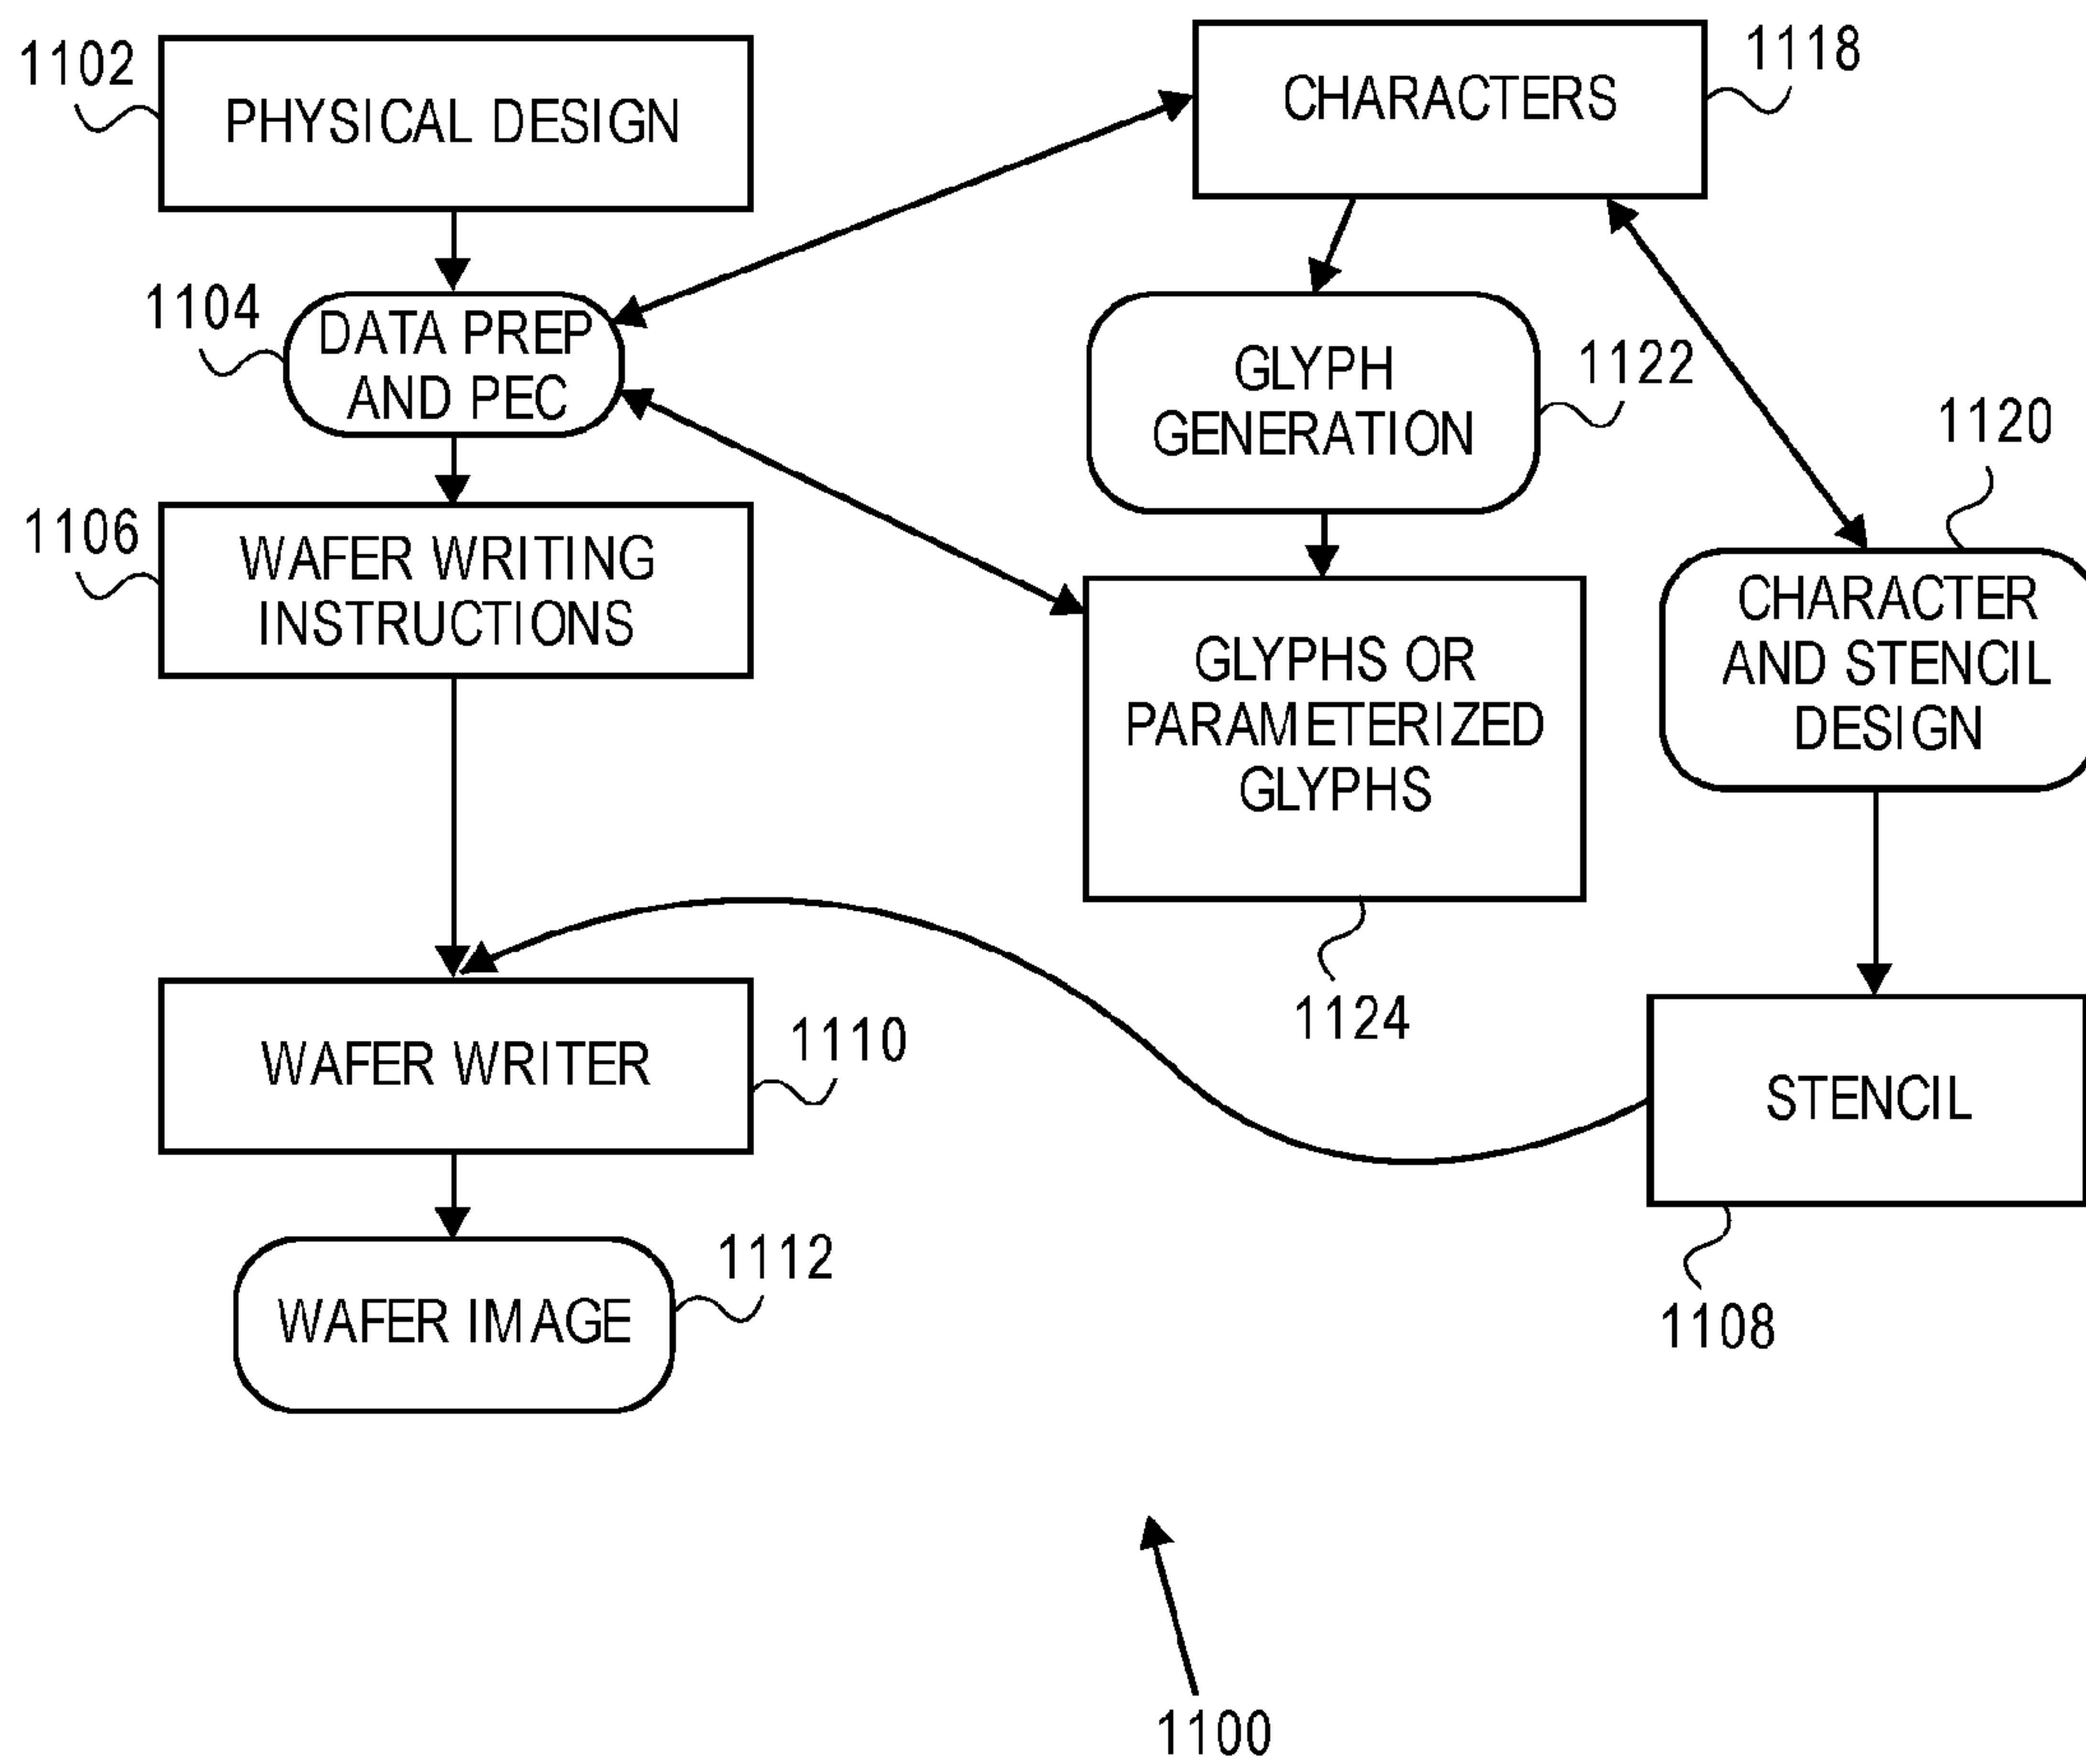 1102
PHYSICAL DESIGN
CHARACTERS
1118
1104
DATA PREP
AND PEC
GLYPH
GENERATION
1122
1120
1106
WAFER WRITING
INSTRUCTIONS
GLYPHS OR
PARAMETERIZED
GLYPHS
CHARACTER
AND STENCIL
DESIGN
1124
WAFER WRITER
1110
STENCIL
1108
WAFER IMAGE
1112
1100